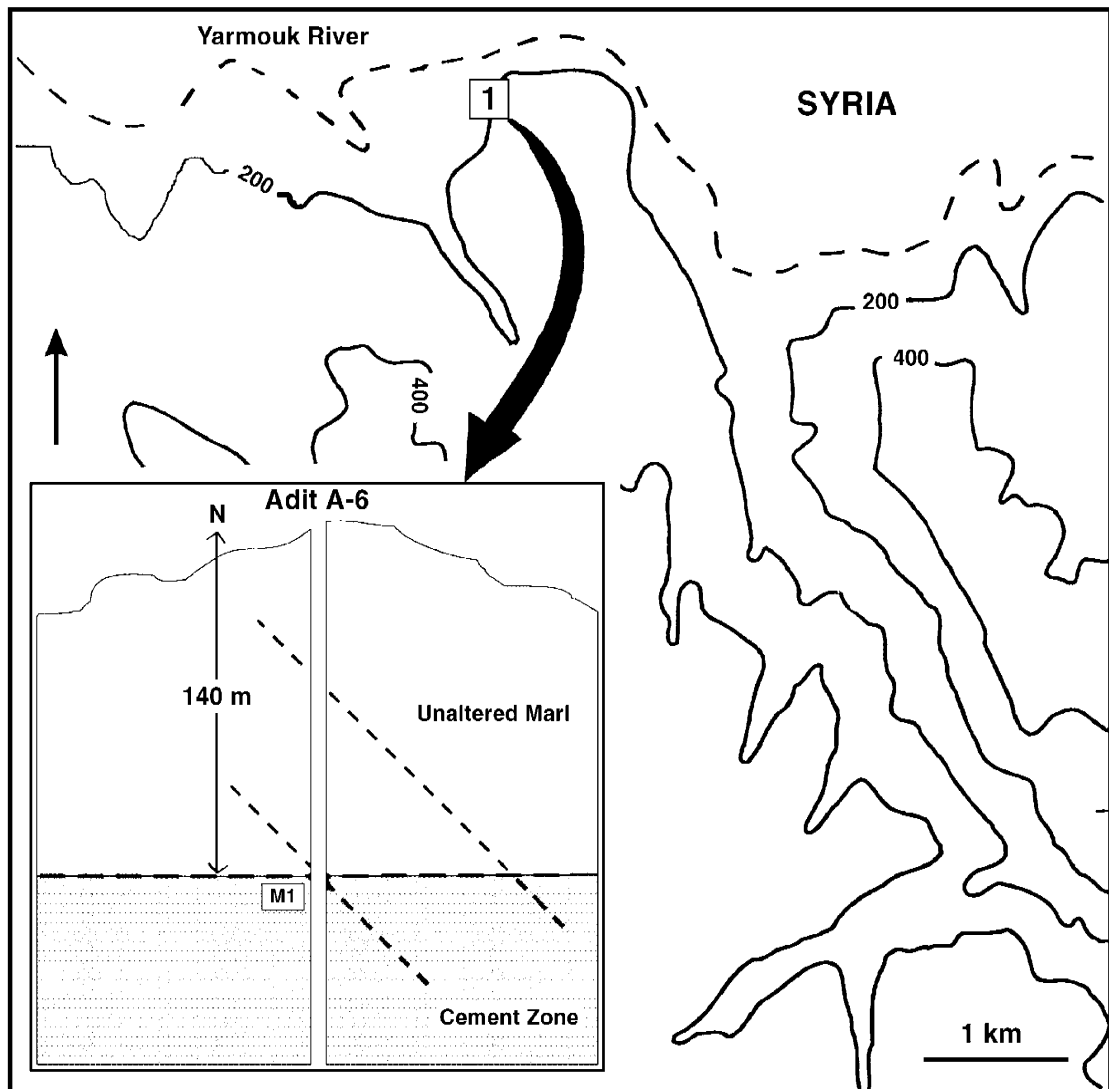 Yarmouk River
1
SYRIA
200
200
400
400
Adit A-6
N
140 m
Unaltered Marl
M1
Cement Zone
1 km